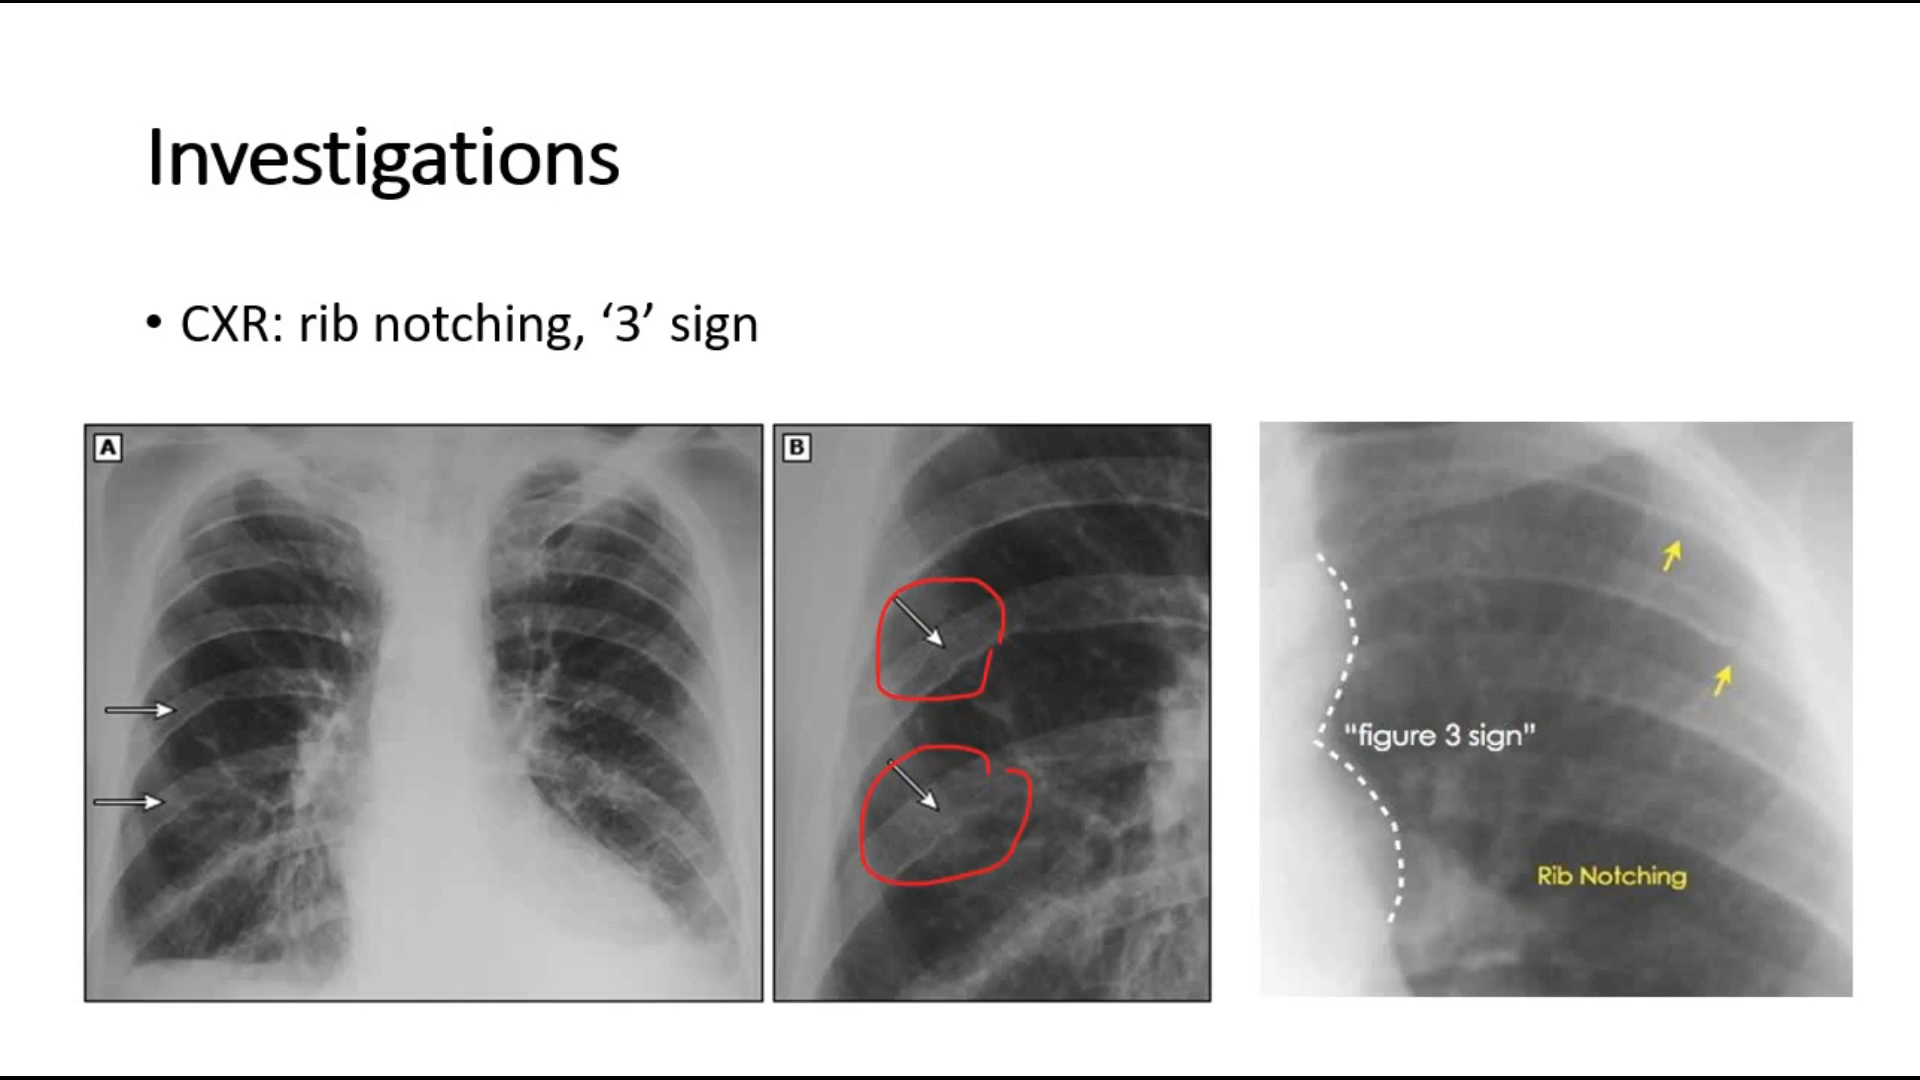 Investigations
• CXR: rib notching, ‘3’ sign
A
B
"figure 3 sign"
Rib Notching